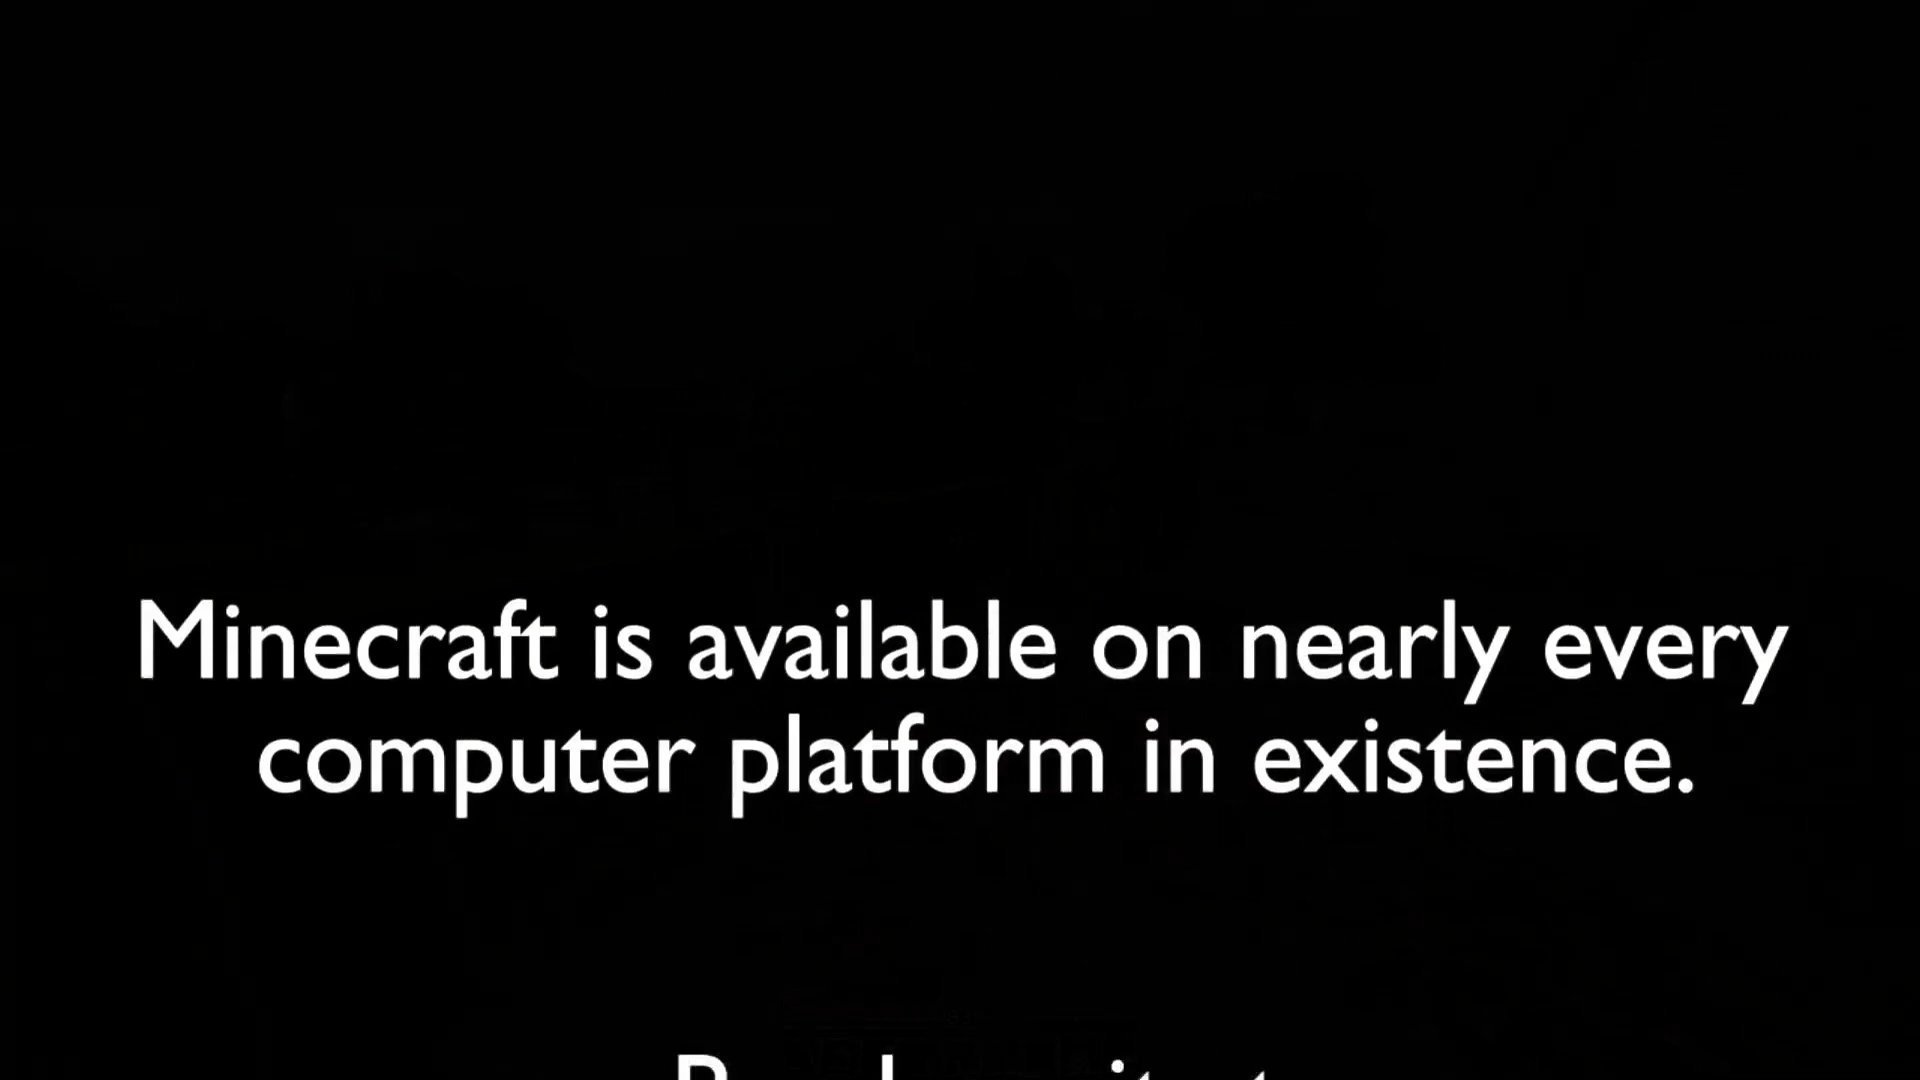 Minecraft is available on nearly every
computer platform in existence.